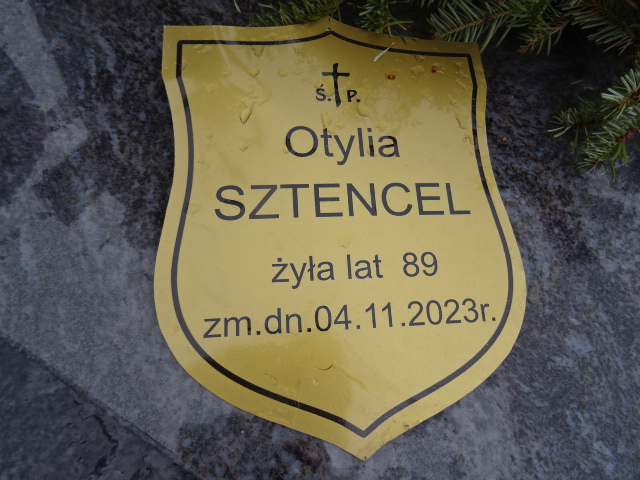 Ś. P.
Otylia
SZTENCEL
żyła lat 89
zm.dn.04.11.2023r.